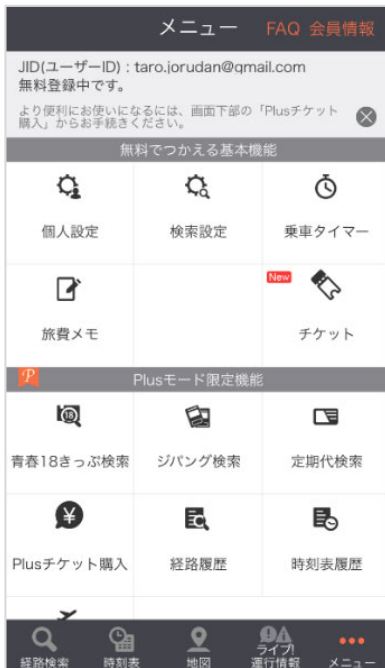 メニュー FAQ 会員情報
JID(ユーザーID) : taro.jorudan@gmail.com
無料登録中です。
より便利にお使いになるには、画面下部の「Plusチケット
購入」からお手続きください。
無料でつかえる基本機能
個人設定 検索設定 乗車タイマー
New
旅費メモ チケット
P Plusモード限定機能
18
青春18きっぷ検索 ジパング検索 定期代検索
¥
Plusチケット購入 経路履歴 時刻表履歴
ライブ!
経路検索 時刻表 地図 運行情報 メニュー